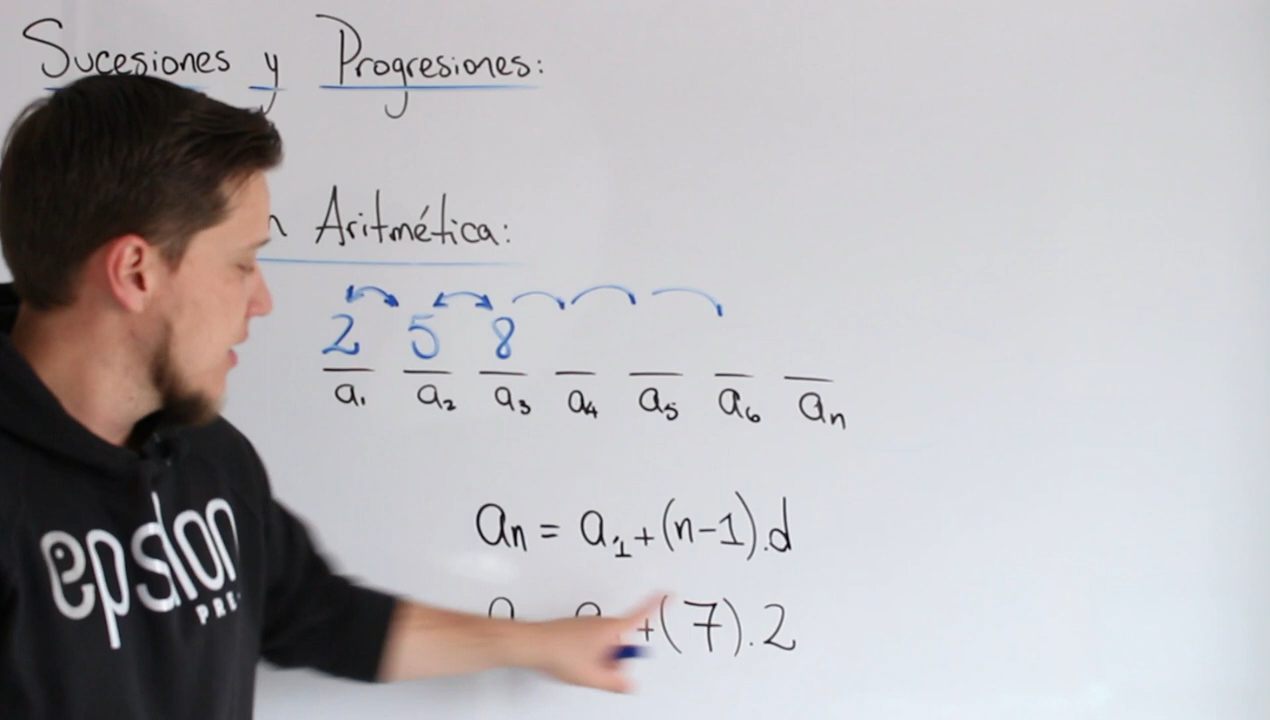 Sucesiones y Progresiones:
Aritmética:
2 5 8
a₁ a₂ a₃ a₄ a₅ a₆ aₙ
aₙ = a₁+(n-1).d
+(7).2
epsilon
PRE